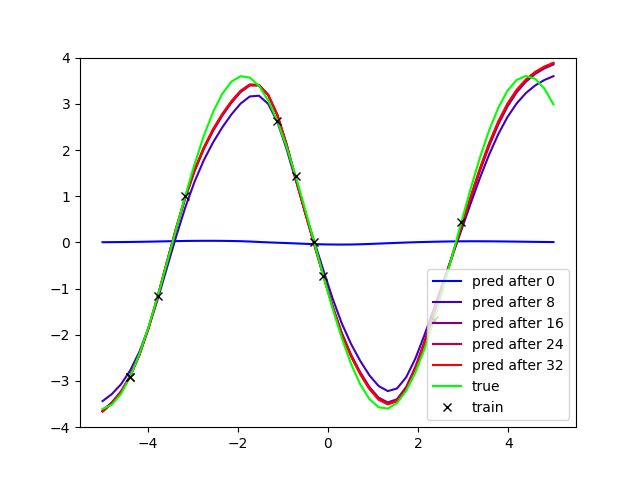 4
3
2
1
0
−1
−2
−3
−4
−4
−2
0
2
4
pred after 0
pred after 8
pred after 16
pred after 24
pred after 32
true
train